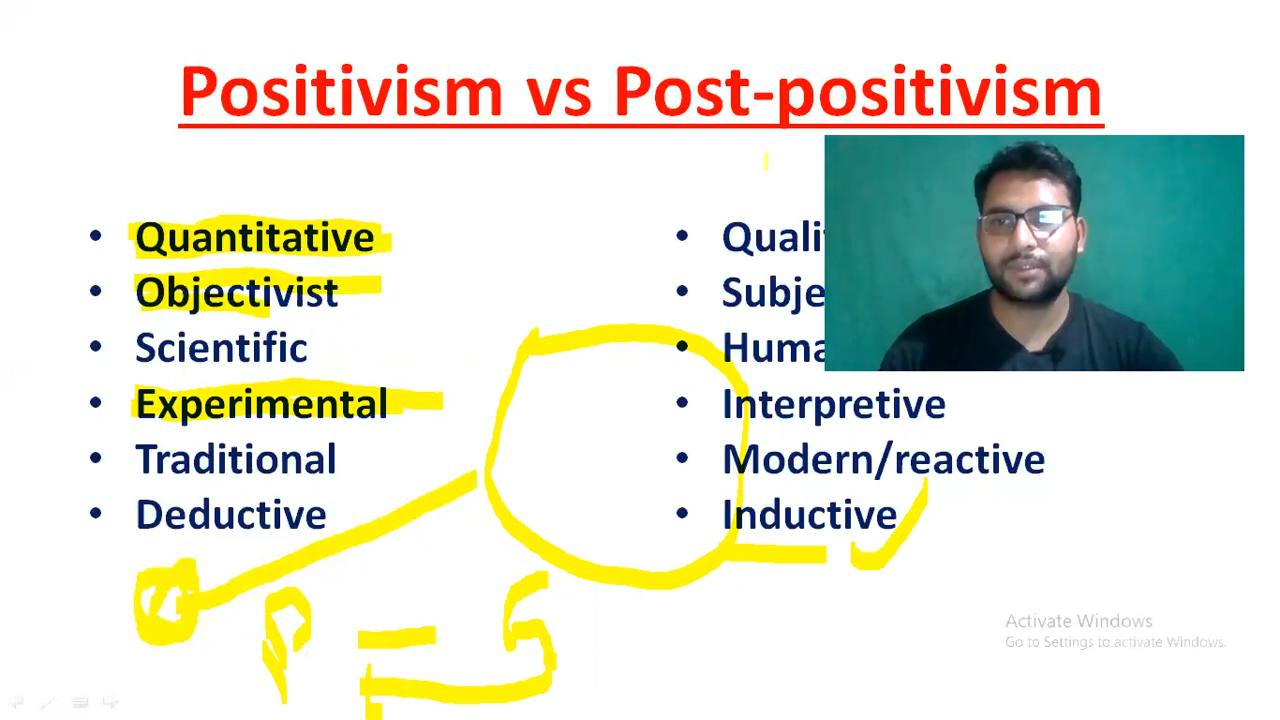 Positivism vs Post-positivism
• Quantitative
• Objectivist
• Scientific
• Experimental
• Traditional
• Deductive
• Interpretive
• Modern/reactive
• Inductive
P
Activate Windows
Go to Settings to activate Windows.